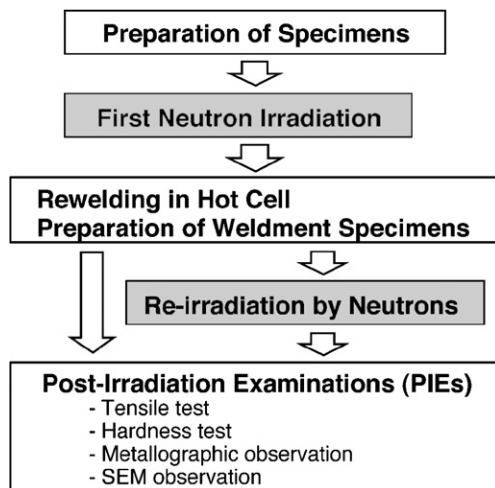 Preparation of Specimens
First Neutron Irradiation
Rewelding in Hot Cell
Preparation of Weldment Specimens
Re-irradiation by Neutrons
Post-Irradiation Examinations (PIEs)
- Tensile test
- Hardness test
- Metallographic observation
- SEM observation